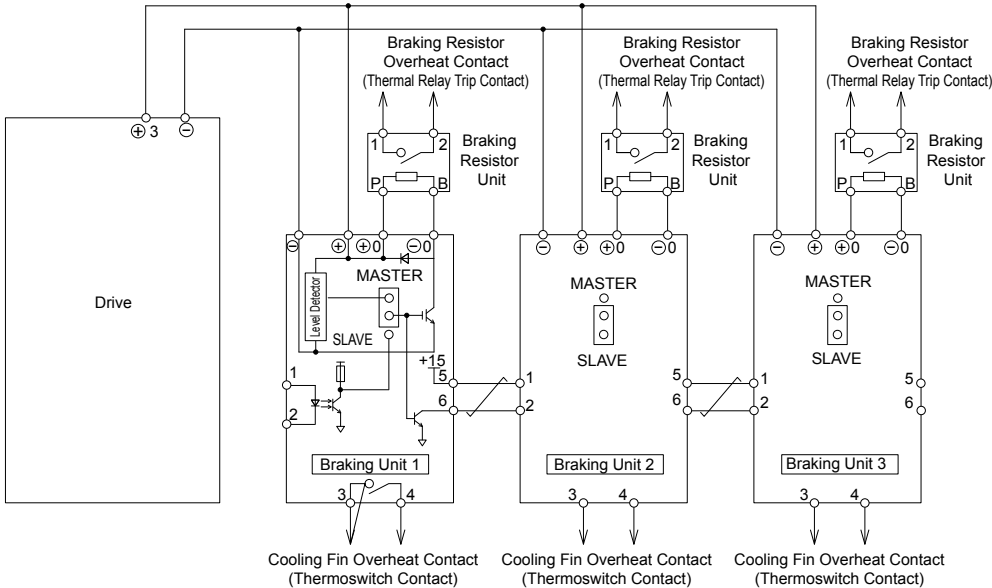 Braking Resistor
Overheat Contact
(Thermal Relay Trip Contact)
Braking Resistor
Overheat Contact
(Thermal Relay Trip Contact)
Braking Resistor
Overheat Contact
(Thermal Relay Trip Contact)
⊕ 3 ⊖
1 2
Braking
Resistor
Unit
P B
1 2
Braking
Resistor
Unit
P B
1 2
Braking
Resistor
Unit
P B
Drive
⊖ ⊕ ⊕0 ⊖0
MASTER
Level Detector
SLAVE
+15
1
2
5
6
Braking Unit 1
3 4
Cooling Fin Overheat Contact
(Thermoswitch Contact)
⊖ ⊕ ⊕0 ⊖0
MASTER
SLAVE
1
2
5
6
Braking Unit 2
3 4
Cooling Fin Overheat Contact
(Thermoswitch Contact)
⊖ ⊕ ⊕0 ⊖0
MASTER
SLAVE
1
2
5
6
Braking Unit 3
3 4
Cooling Fin Overheat Contact
(Thermoswitch Contact)